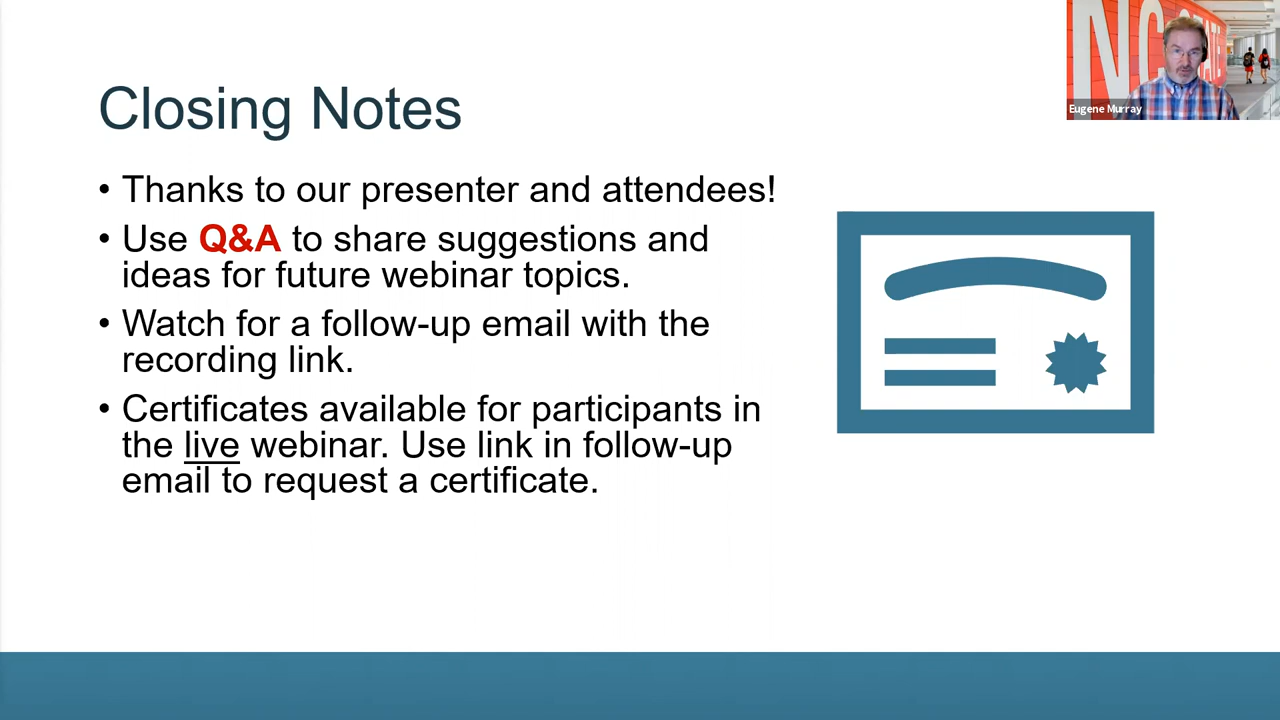 NC STATE
Eugene Murray
Closing Notes
• Thanks to our presenter and attendees!
• Use Q&A to share suggestions and
ideas for future webinar topics.
• Watch for a follow-up email with the
recording link.
• Certificates available for participants in
the live webinar. Use link in follow-up
email to request a certificate.